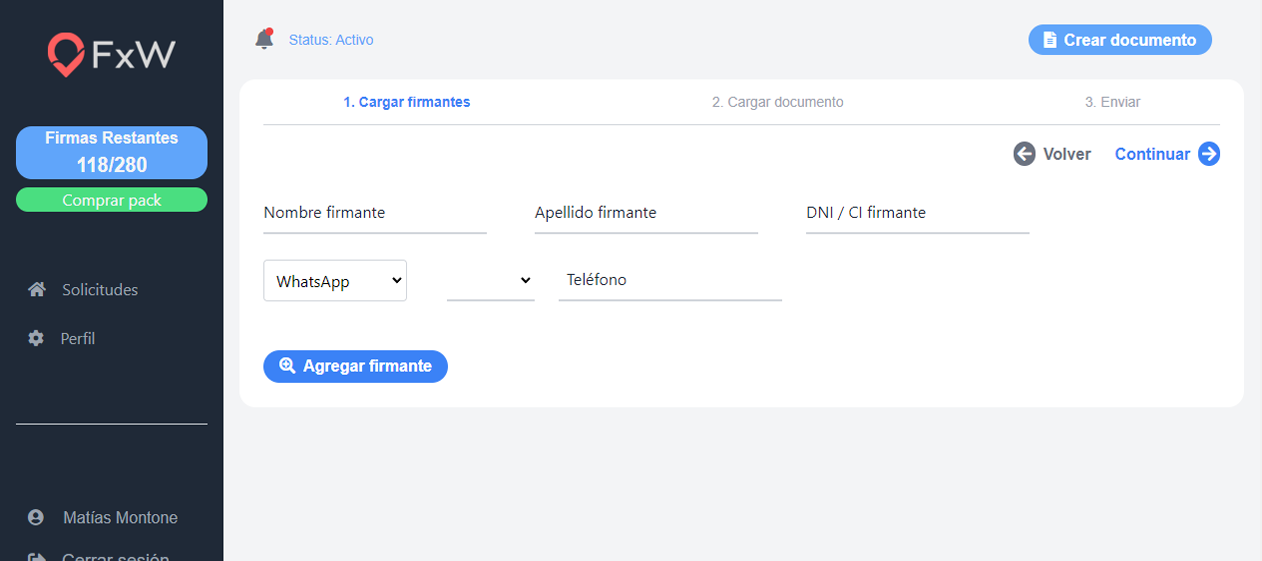 FxW
Status: Activo
Crear documento
Firmas Restantes
118/280
Comprar pack
1. Cargar firmantes
2. Cargar documento
3. Enviar
Volver
Continuar
Nombre firmante
Apellido firmante
DNI / CI firmante
WhatsApp
Teléfono
Agregar firmante
Solicitudes
Perfil
Matías Montone
Cerrar sesión